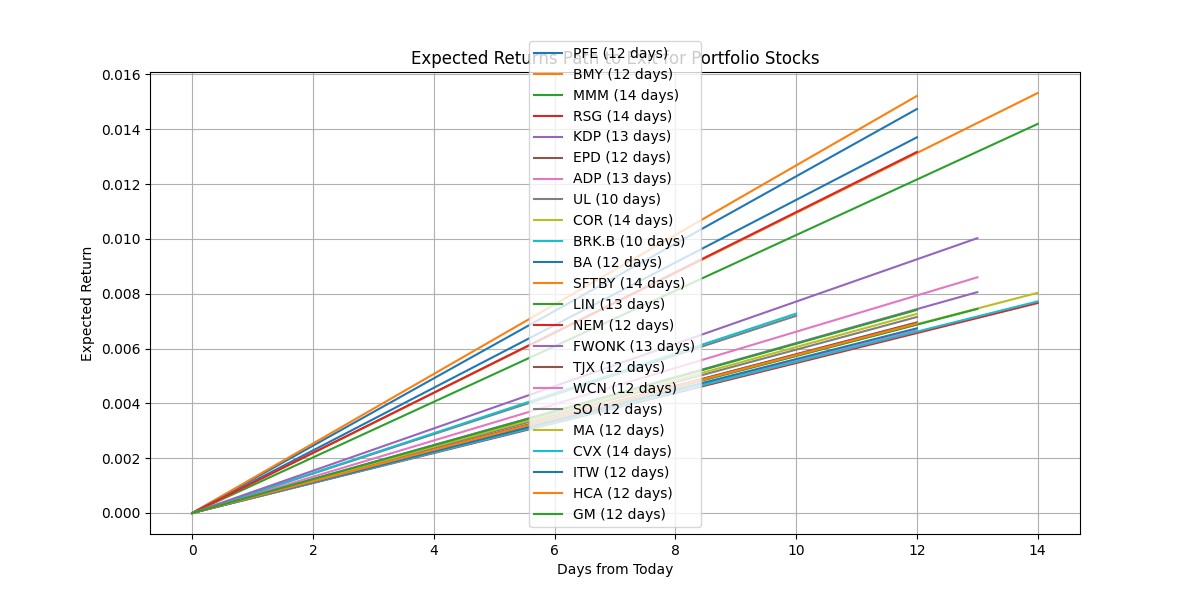 Expected Returns Path to Exit for Portfolio Stocks
PFE (12 days)
BMY (12 days)
MMM (14 days)
RSG (14 days)
KDP (13 days)
EPD (12 days)
ADP (13 days)
UL (10 days)
COR (14 days)
BRK.B (10 days)
BA (12 days)
SFTBY (14 days)
LIN (13 days)
NEM (12 days)
FWONK (13 days)
TJX (12 days)
WCN (12 days)
SO (12 days)
MA (12 days)
CVX (14 days)
ITW (12 days)
HCA (12 days)
GM (12 days)
Expected Return
0.016
0.014
0.012
0.010
0.008
0.006
0.004
0.002
0.000
0 2 4 6 8 10 12 14
Days from Today